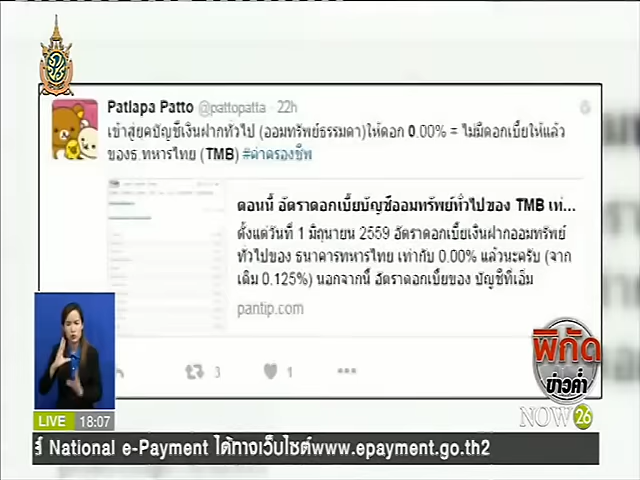 Patlapa Patto @pattopatta · 22h
เข้าสู่ยุคบัญชีเงินฝากทั่วไป (ออมทรัพย์ธรรมดา)ให้ดอก 0.00% = ไม่มีดอกเบี้ยให้แล้ว
ของธ.ทหารไทย (TMB) #ค่าครองชีพ
ตอนนี้ อัตราดอกเบี้ยบัญชีออมทรัพย์ทั่วไปของ TMB เท่...
ตั้งแต่วันที่ 1 มิถุนายน 2559 อัตราดอกเบี้ยเงินฝากออมทรัพย์
ทั่วไปของ ธนาคารทหารไทย เท่ากับ 0.00% แล้วนะครับ (จาก
เดิม 0.125%) นอกจากนี้ อัตราดอกเบี้ยของ บัญชีทีเอ็ม
pantip.com
3
1
พิกัด
ข่าวค่ำ
LIVE 18:07
NOW 26
National e-Payment ได้ทางเว็บไซต์www.epayment.go.th2